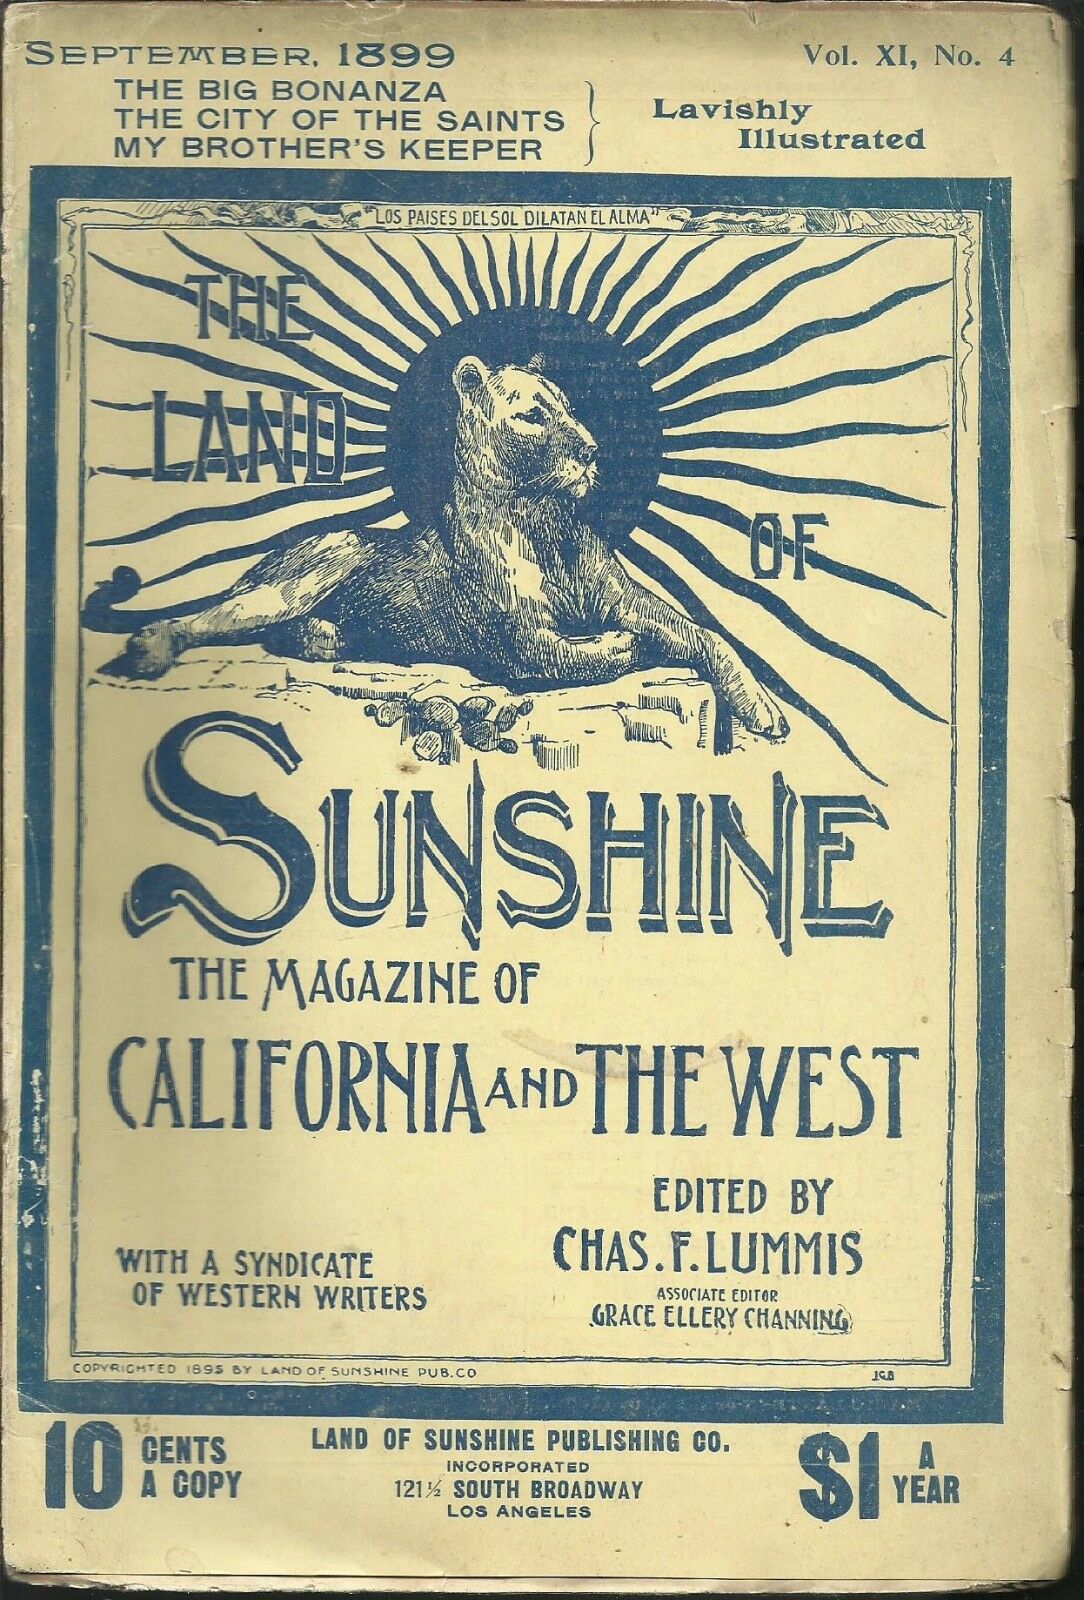 SEPTEMBER, 1899
Vol. XI, No. 4
THE BIG BONANZA
THE CITY OF THE SAINTS
MY BROTHER'S KEEPER
Lavishly
Illustrated
"LOS PAISES DEL SOL DILATAN EL ALMA"
THE
LAND
OF
SUNSHINE
THE MAGAZINE OF
CALIFORNIA AND THE WEST
EDITED BY
CHAS. F. LUMMIS
ASSOCIATE EDITOR
GRACE ELLERY CHANNING
WITH A SYNDICATE
OF WESTERN WRITERS
COPYRIGHTED 1895 BY LAND OF SUNSHINE PUB. CO
JGB
10 CENTS
A COPY
LAND OF SUNSHINE PUBLISHING CO.
INCORPORATED
121½ SOUTH BROADWAY
LOS ANGELES
$1 A
YEAR